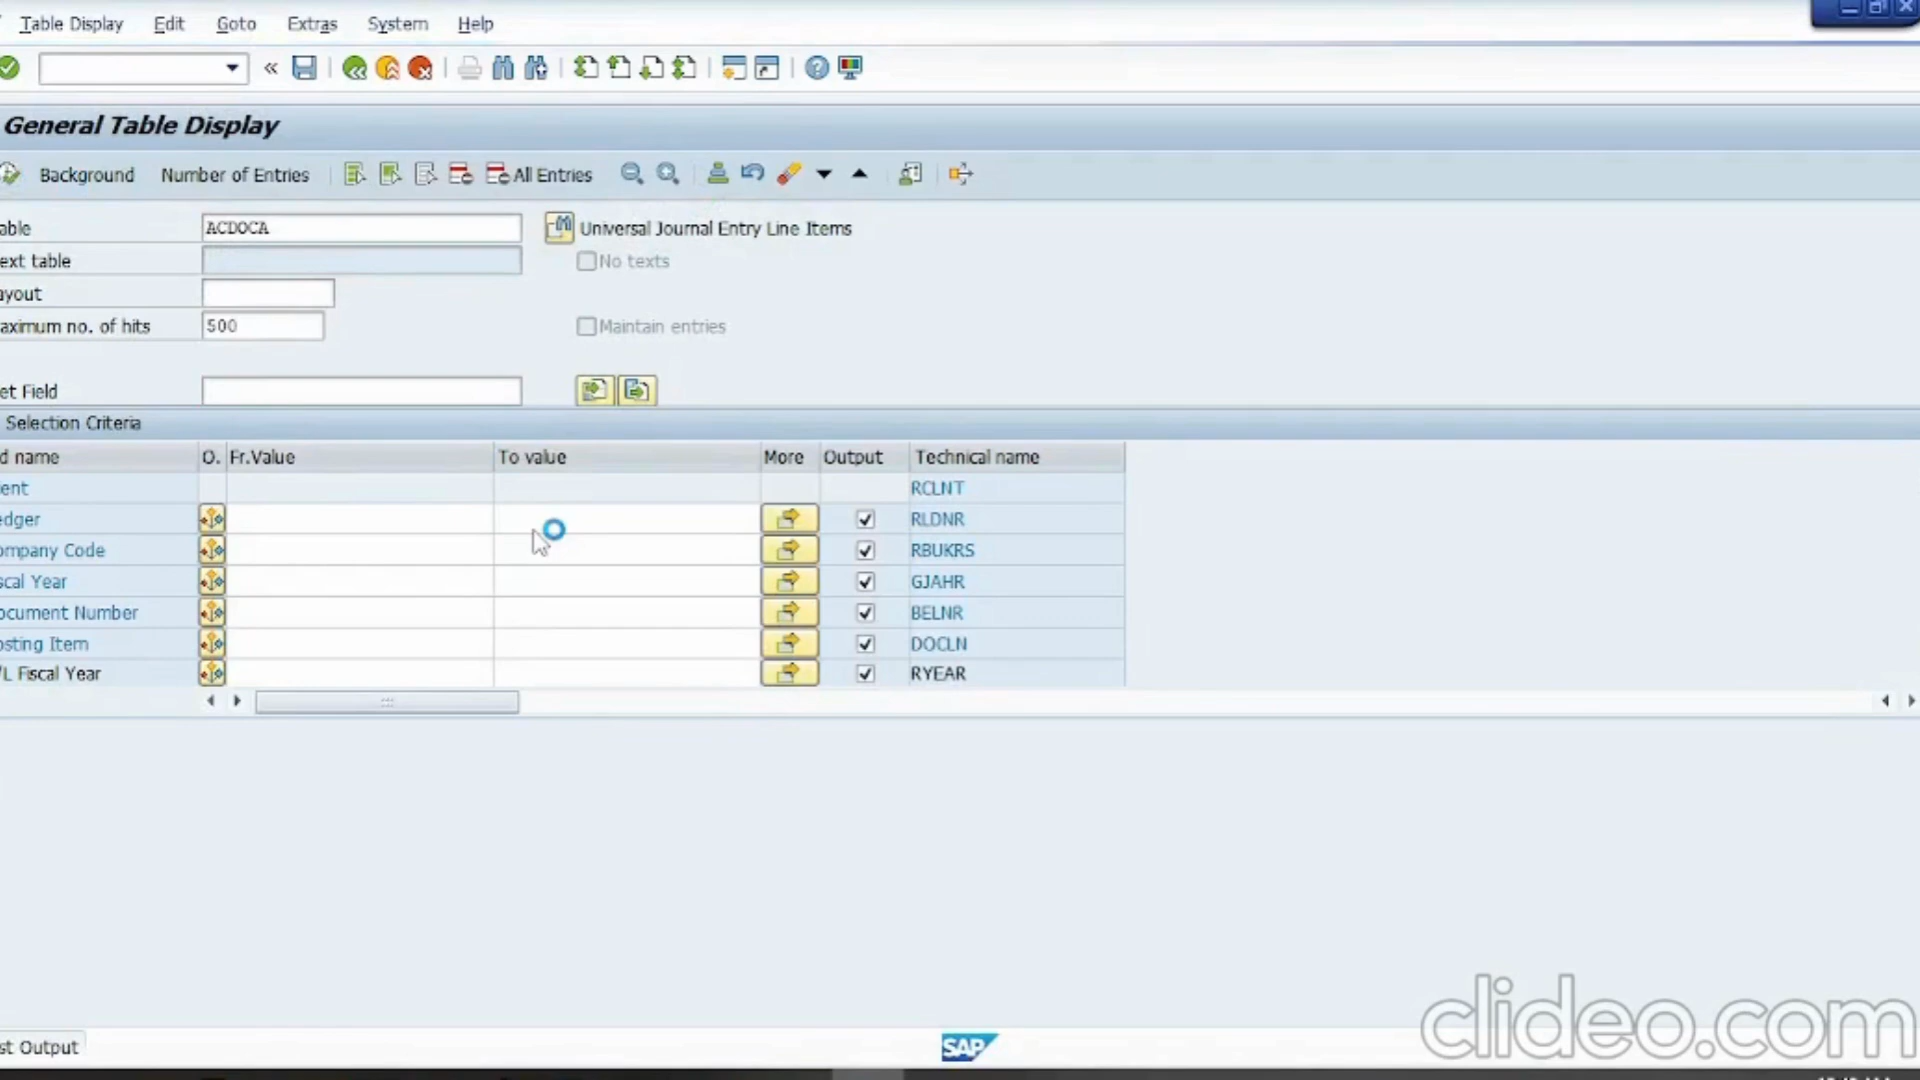 Table Display Edit Goto Extras System Help
General Table Display
Background Number of Entries All Entries
able ACDOCA Universal Journal Entry Line Items
ext table No texts
ayout
aximum no. of hits 500 Maintain entries
et Field
Selection Criteria
d name O. Fr.Value To value More Output Technical name
ent RCLNT
edger RLDNR
ompany Code RBUKRS
scal Year GJAHR
ocument Number BELNR
osting Item DOCLN
/L Fiscal Year RYEAR
st Output SAP
clideo.com